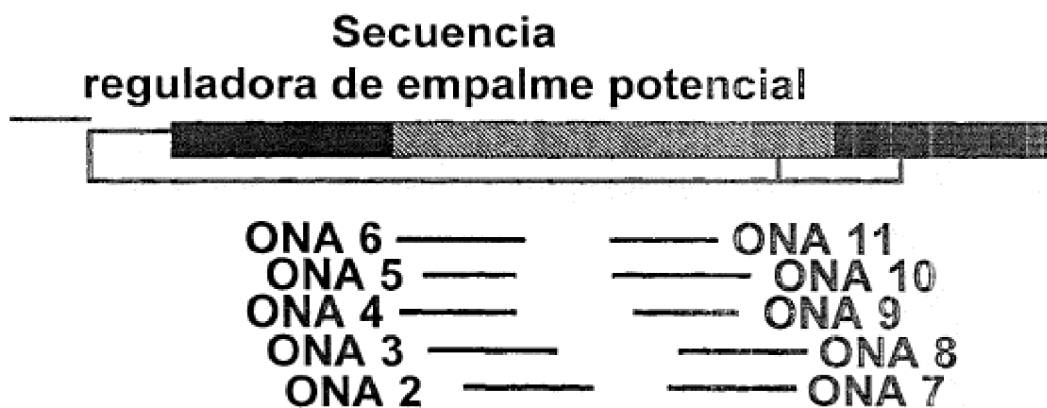 Secuencia
reguladora de empalme potencial
ONA 6 ONA 11
ONA 5 ONA 10
ONA 4 ONA 9
ONA 3 ONA 8
ONA 2 ONA 7